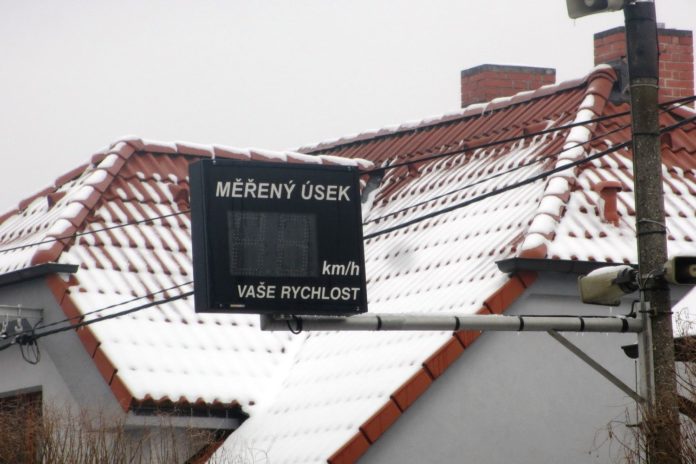 MĚŘENÝ ÚSEK
km/h
VAŠE RYCHLOST